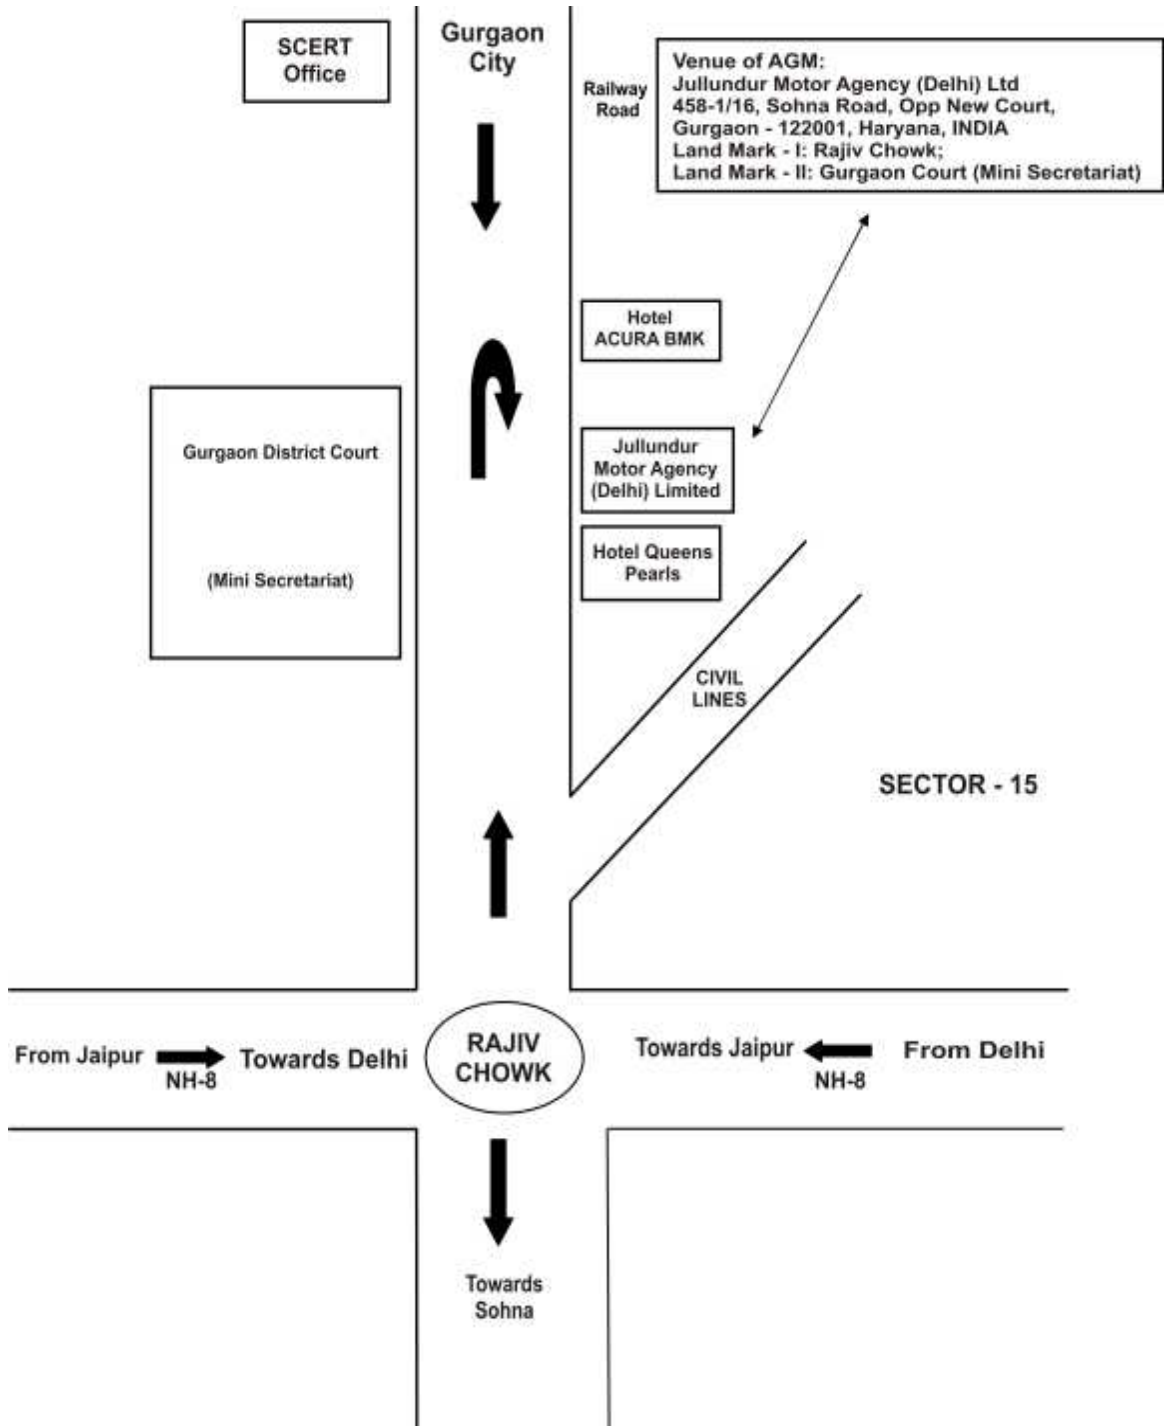 SCERT
Office
Gurgaon
City
Railway
Road
Venue of AGM:
Jullundur Motor Agency (Delhi) Ltd
458-1/16, Sohna Road, Opp New Court,
Gurgaon - 122001, Haryana, INDIA
Land Mark - I: Rajiv Chowk;
Land Mark - II: Gurgaon Court (Mini Secretariat)
Hotel
ACURA BMK
Gurgaon District Court
(Mini Secretariat)
Jullundur
Motor Agency
(Delhi) Limited
Hotel Queens
Pearls
CIVIL
LINES
SECTOR - 15
From Jaipur
NH-8
Towards Delhi
RAJIV
CHOWK
Towards Jaipur
NH-8
From Delhi
Towards
Sohna